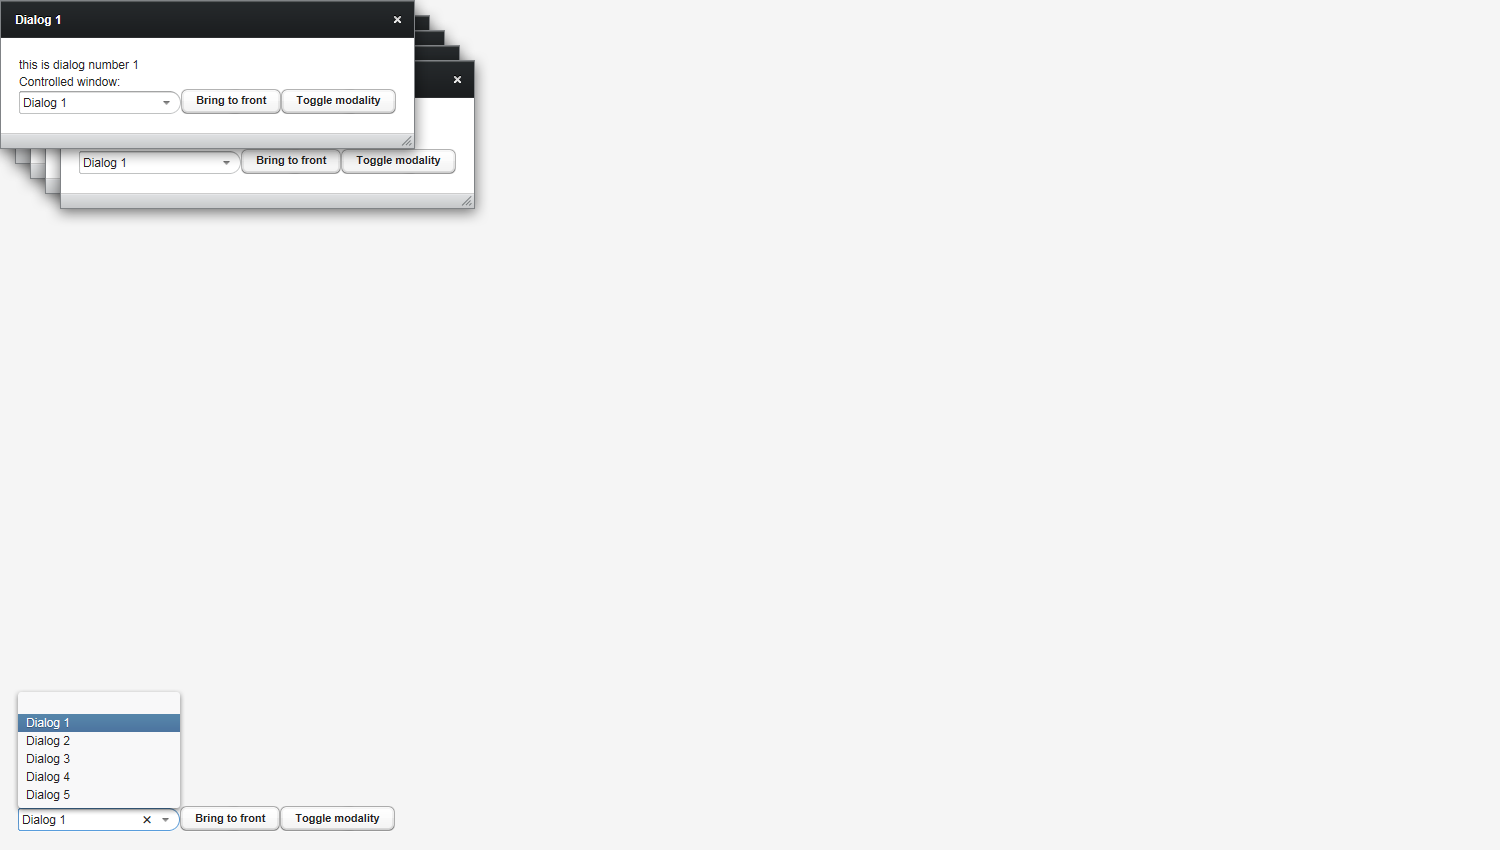 Dialog 1
this is dialog number 1
Controlled window:
Dialog 1 Bring to front Toggle modality
Dialog 1 Bring to front Toggle modality
Dialog 1
Dialog 2
Dialog 3
Dialog 4
Dialog 5
Dialog 1 Bring to front Toggle modality